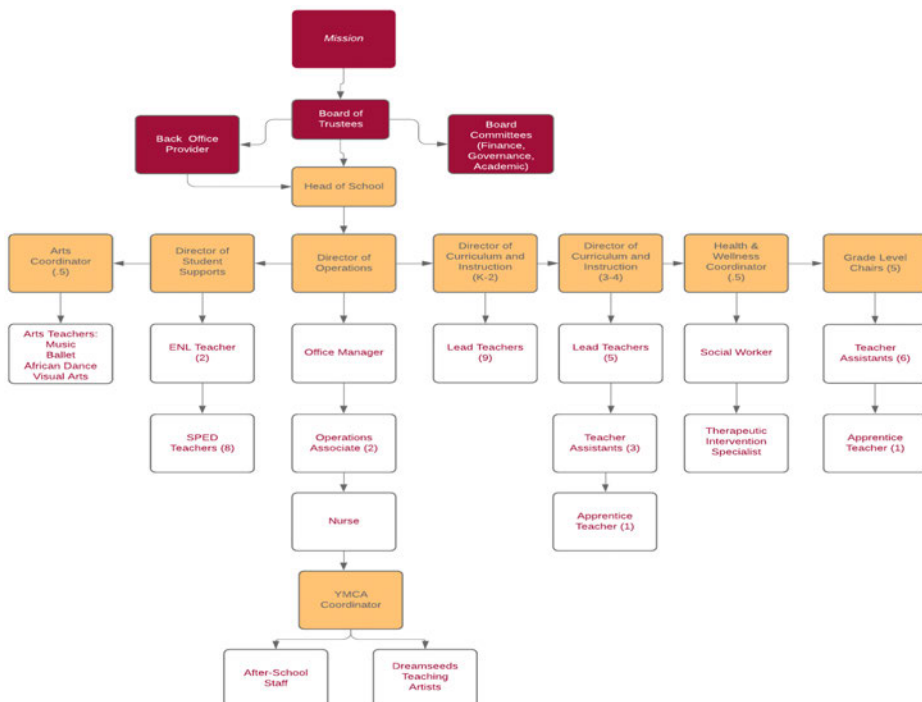 Mission
Board of
Trustees
Back Office
Provider
Board
Committees
(Finance,
Governance,
Academic)
Head of School
Arts
Coordinator
(.5)
Director of
Student
Supports
Director of
Operations
Director of
Curriculum and
Instruction
(K-2)
Director of
Curriculum and
Instruction
(3-4)
Health &
Wellness
Coordinator
(.5)
Grade Level
Chairs (5)
Arts Teachers:
Music
Ballet
African Dance
Visual Arts
ENL Teacher
(2)
Office Manager
Lead Teachers
(9)
Lead Teachers
(5)
Social Worker
Teacher
Assistants (6)
SPED
Teachers (8)
Operations
Associate (2)
Teacher
Assistants (3)
Therapeutic
Intervention
Specialist
Apprentice
Teacher (1)
Nurse
Apprentice
Teacher (1)
YMCA
Coordinator
After-School
Staff
Dreamseeds
Teaching
Artists